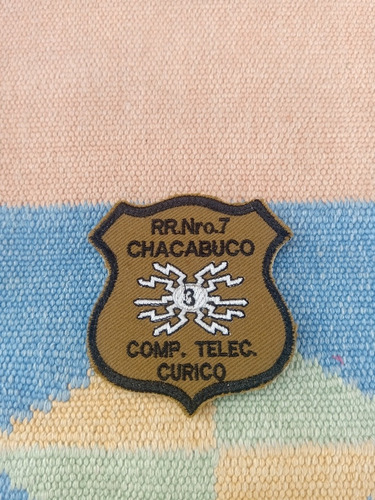 RR.Nro.7
CHACABUCO
3
COMP. TELEC.
CURICO